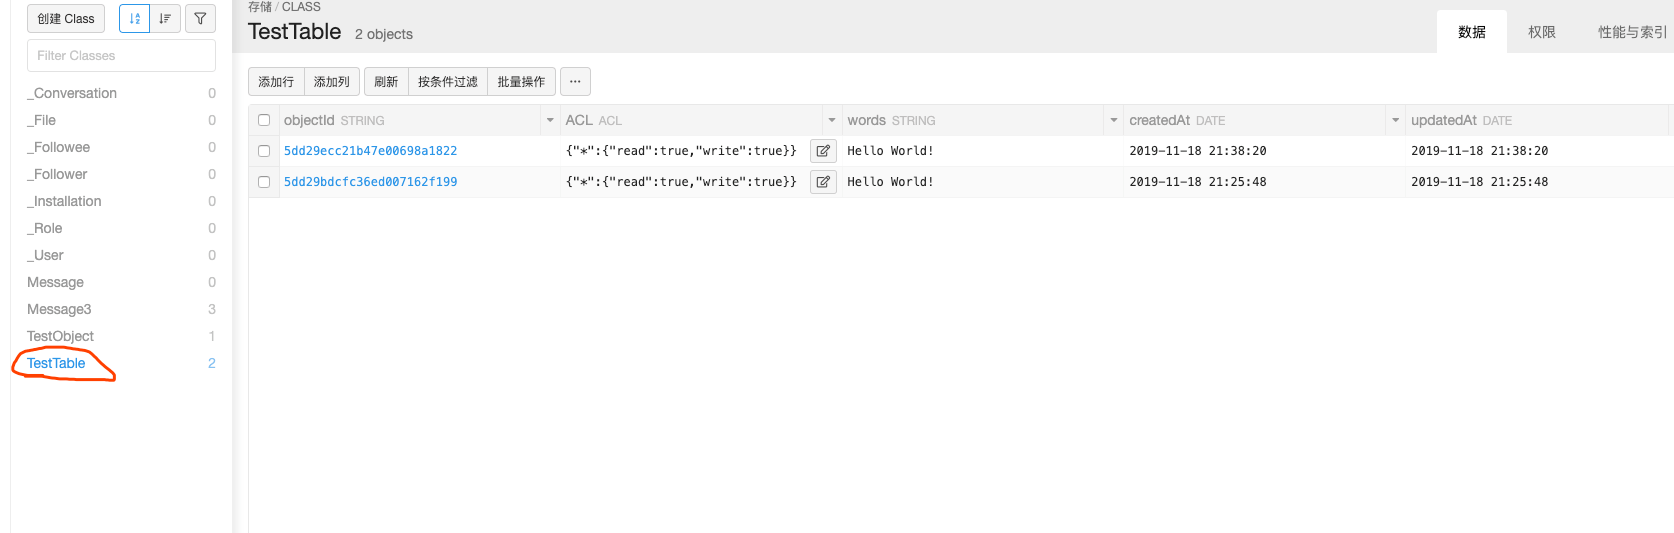 创建 Class
Filter Classes
_Conversation 0
_File 0
_Followee 0
_Follower 0
_Installation 0
_Role 0
_User 0
Message 0
Message3 3
TestObject 1
TestTable 2
存储 / CLASS
TestTable 2 objects
数据 权限 性能与索引
添加行 添加列 刷新 按条件过滤 批量操作 ···
objectId STRING ACL ACL words STRING createdAt DATE updatedAt DATE
5dd29ecc21b47e00698a1822 {"*":{"read":true,"write":true}} Hello World! 2019-11-18 21:38:20 2019-11-18 21:38:20
5dd29bdcfc36ed007162f199 {"*":{"read":true,"write":true}} Hello World! 2019-11-18 21:25:48 2019-11-18 21:25:48